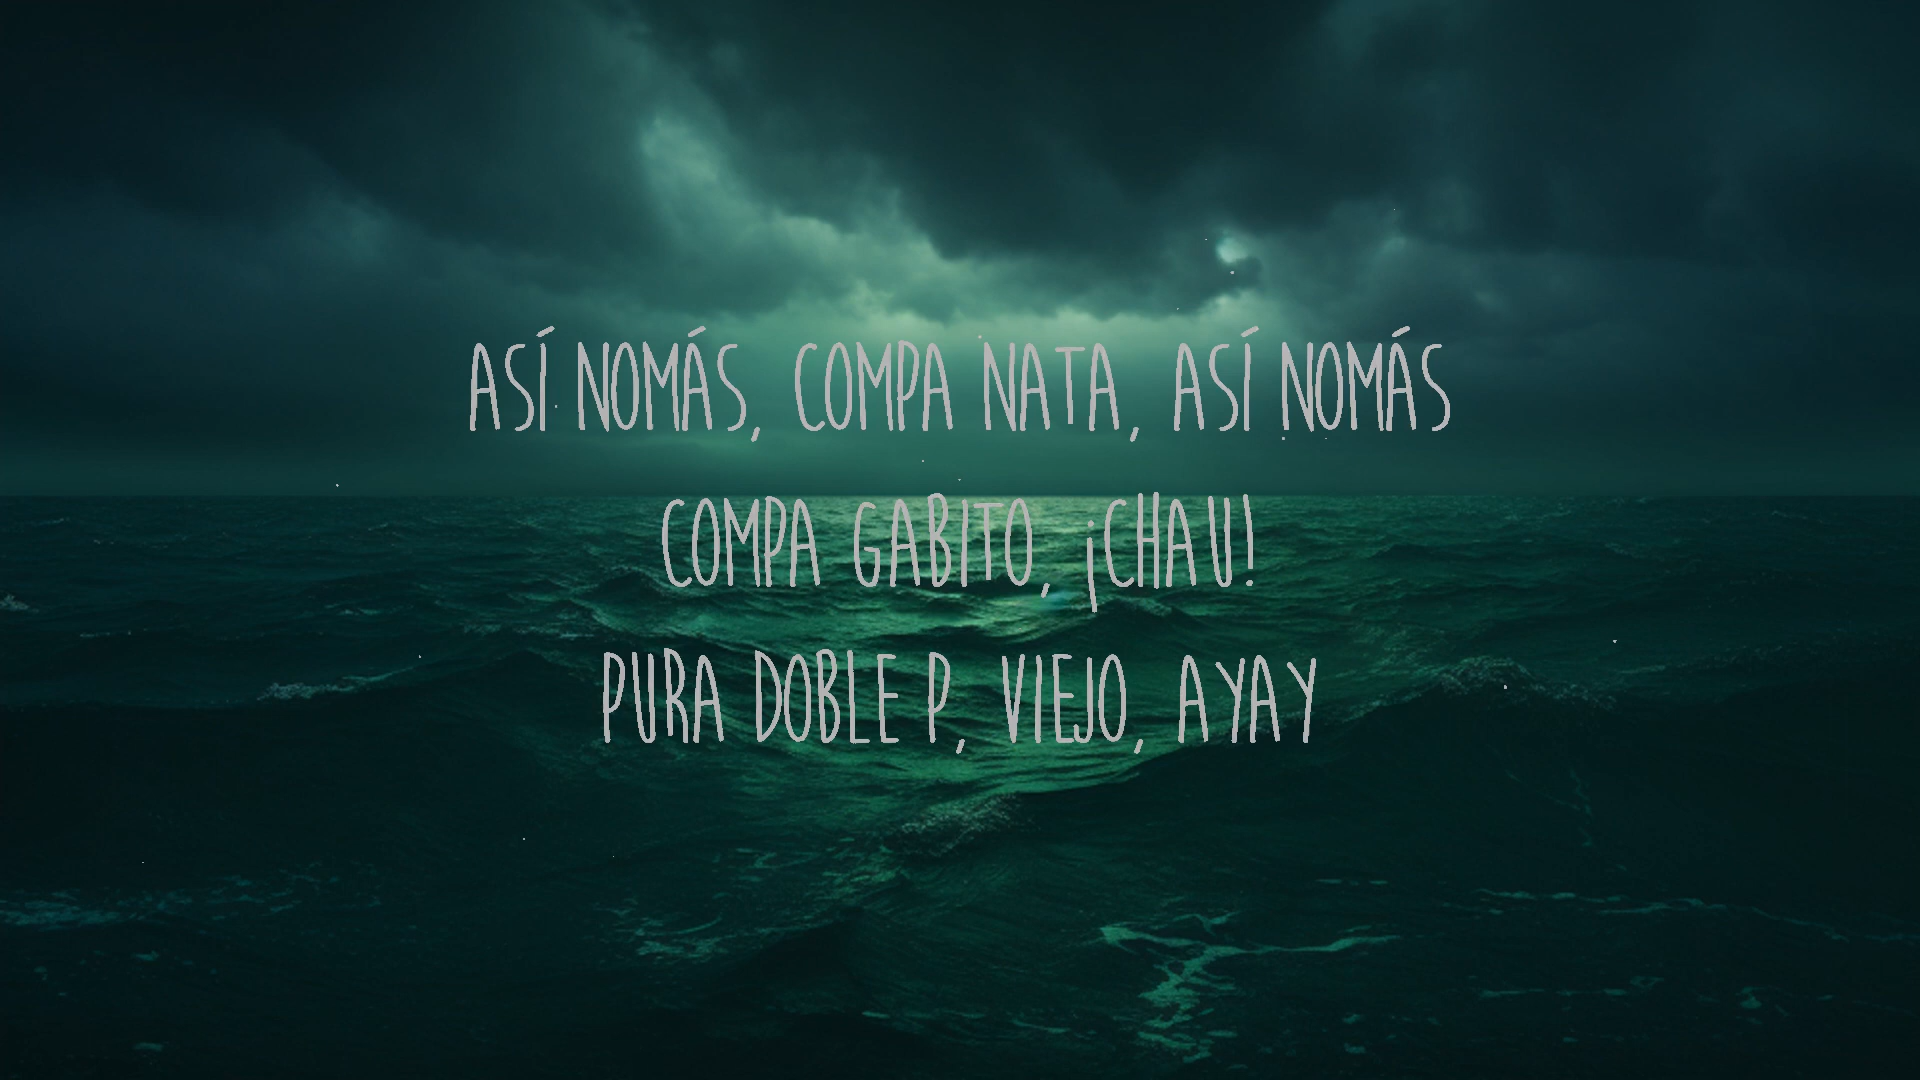 ASÍ NOMÁS, COMPA NATA, ASÍ NOMÁS
COMPA GABITO, ¡CHAU!
PURA DOBLE P, VIEJO, AYAY